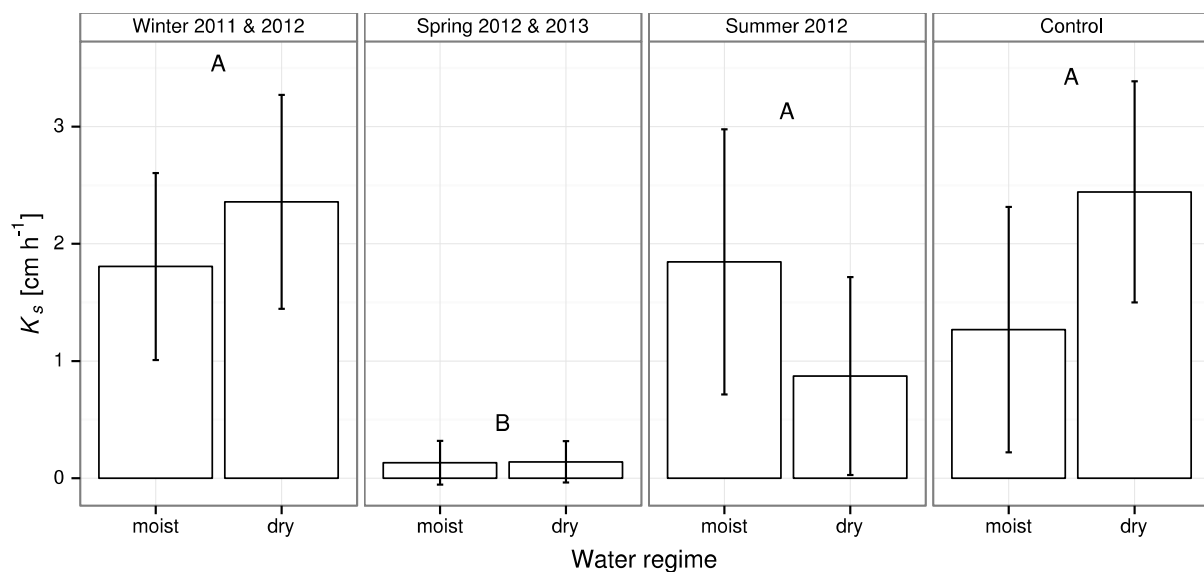 Winter 2011 & 2012 Spring 2012 & 2013 Summer 2012 Control
A A
A
B
3
2
1
0
K s [cm h⁻¹]
moist dry moist dry moist dry moist dry
Water regime